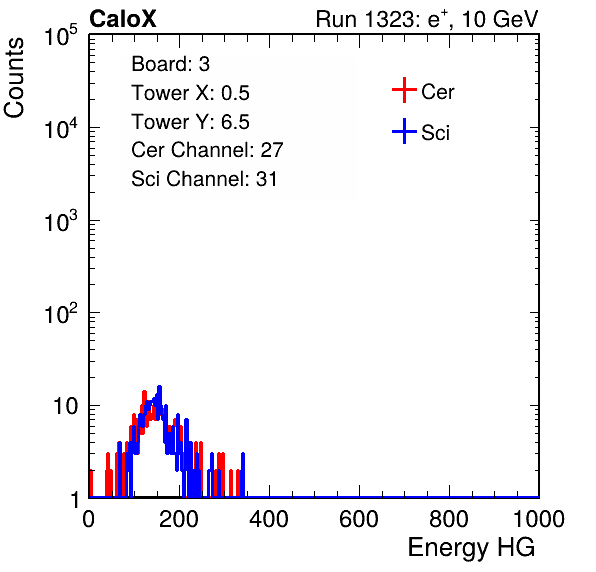 CaloX Run 1323: e⁺, 10 GeV
Counts
10⁵
10⁴
10³
10²
10
1
Board: 3
Tower X: 0.5
Tower Y: 6.5
Cer Channel: 27
Sci Channel: 31
Cer
Sci
0 200 400 600 800 1000
Energy HG